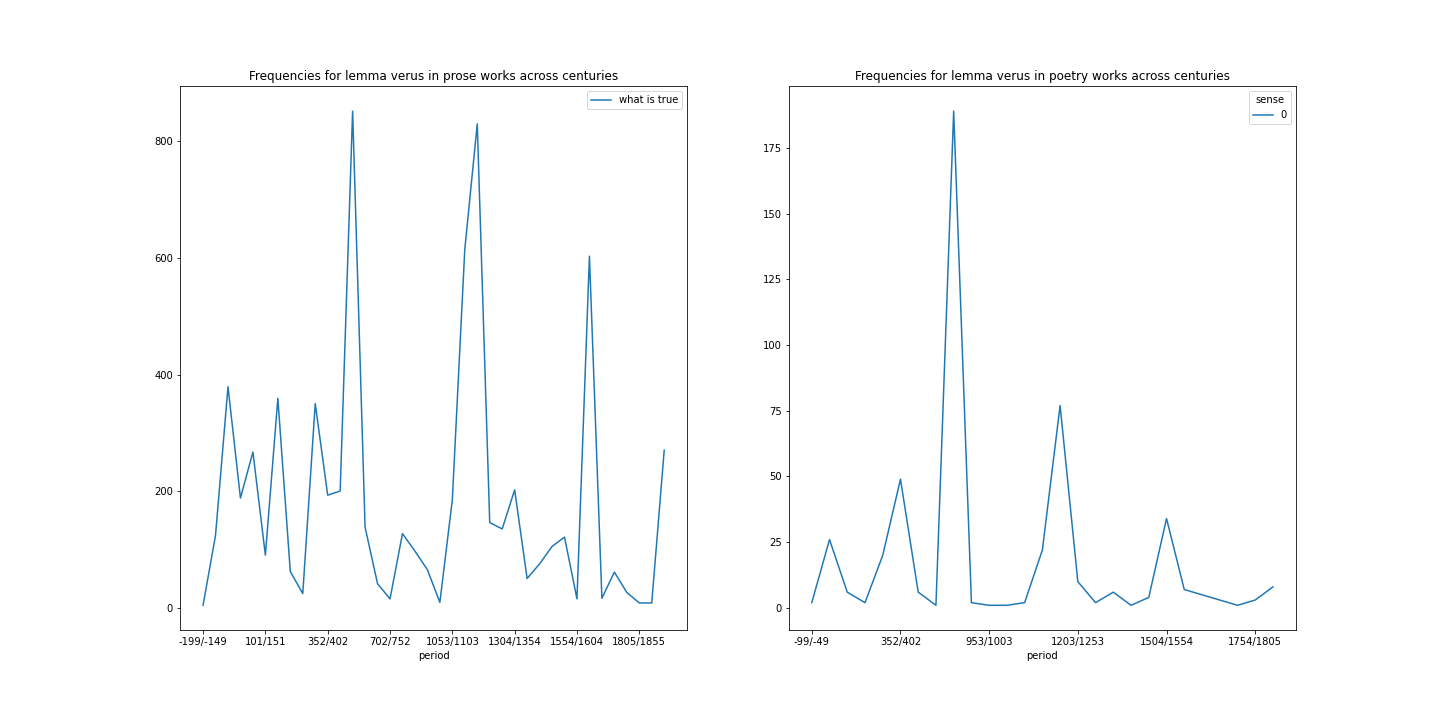 Frequencies for lemma verus in prose works across centuries
what is true
800
600
400
200
0
-199/-149 101/151 352/402 702/752 1053/1103 1304/1354 1554/1604 1805/1855
period
Frequencies for lemma verus in poetry works across centuries
sense
0
175
150
125
100
75
50
25
0
-99/-49 352/402 953/1003 1203/1253 1504/1554 1754/1805
period